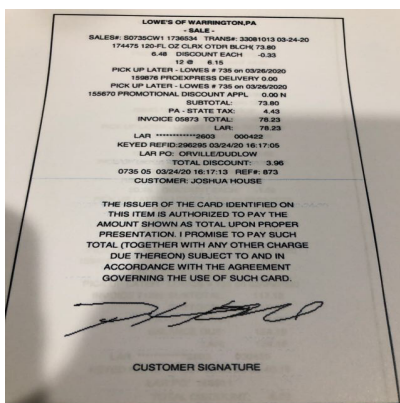 LOWE'S OF WARRINGTON,PA
- SALE -
SALES#: S0735CW1 1736534 TRANS#: 33081013 03-24-20
174475 120-FL OZ CLRX OTDR BLCH( 73.80
6.48 DISCOUNT EACH -0.33
12 @ 6.15
PICK UP LATER - LOWES # 735 on 03/26/2020
159876 PROEXPRESS DELIVERY 0.00
PICK UP LATER - LOWES # 735 on 03/26/2020
155670 PROMOTIONAL DISCOUNT APPL 0.00 N
SUBTOTAL: 73.80
PA - STATE TAX: 4.43
INVOICE 05873 TOTAL: 78.23
LAR: 78.23
LAR ************2603 000422
KEYED REFID:296295 03/24/20 16:17:05
LAR PO: ORVILLE/DUDLOW
TOTAL DISCOUNT: 3.96
0735 05 03/24/20 16:17:13 REF#: 873
CUSTOMER: JOSHUA HOUSE
THE ISSUER OF THE CARD IDENTIFIED ON
THIS ITEM IS AUTHORIZED TO PAY THE
AMOUNT SHOWN AS TOTAL UPON PROPER
PRESENTATION. I PROMISE TO PAY SUCH
TOTAL (TOGETHER WITH ANY OTHER CHARGE
DUE THEREON) SUBJECT TO AND IN
ACCORDANCE WITH THE AGREEMENT
GOVERNING THE USE OF SUCH CARD.
CUSTOMER SIGNATURE